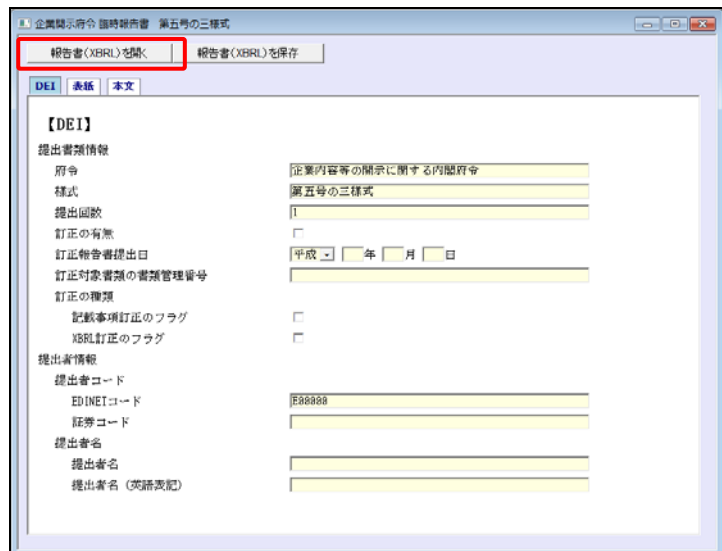 企業開示府令 臨時報告書 第五号の三様式
報告書(XBRL)を開く 報告書(XBRL)を保存
DEI 表紙 本文
【DEI】
提出書類情報
府令 企業内容等の開示に関する内閣府令
様式 第五号の三様式
提出回数 1
訂正の有無
訂正報告書提出日 平成 年 月 日
訂正対象書類の書類管理番号
訂正の種類
記載事項訂正のフラグ
XBRL訂正のフラグ
提出者情報
提出者コード
EDINETコード E99999
証券コード
提出者名
提出者名
提出者名(英語表記)